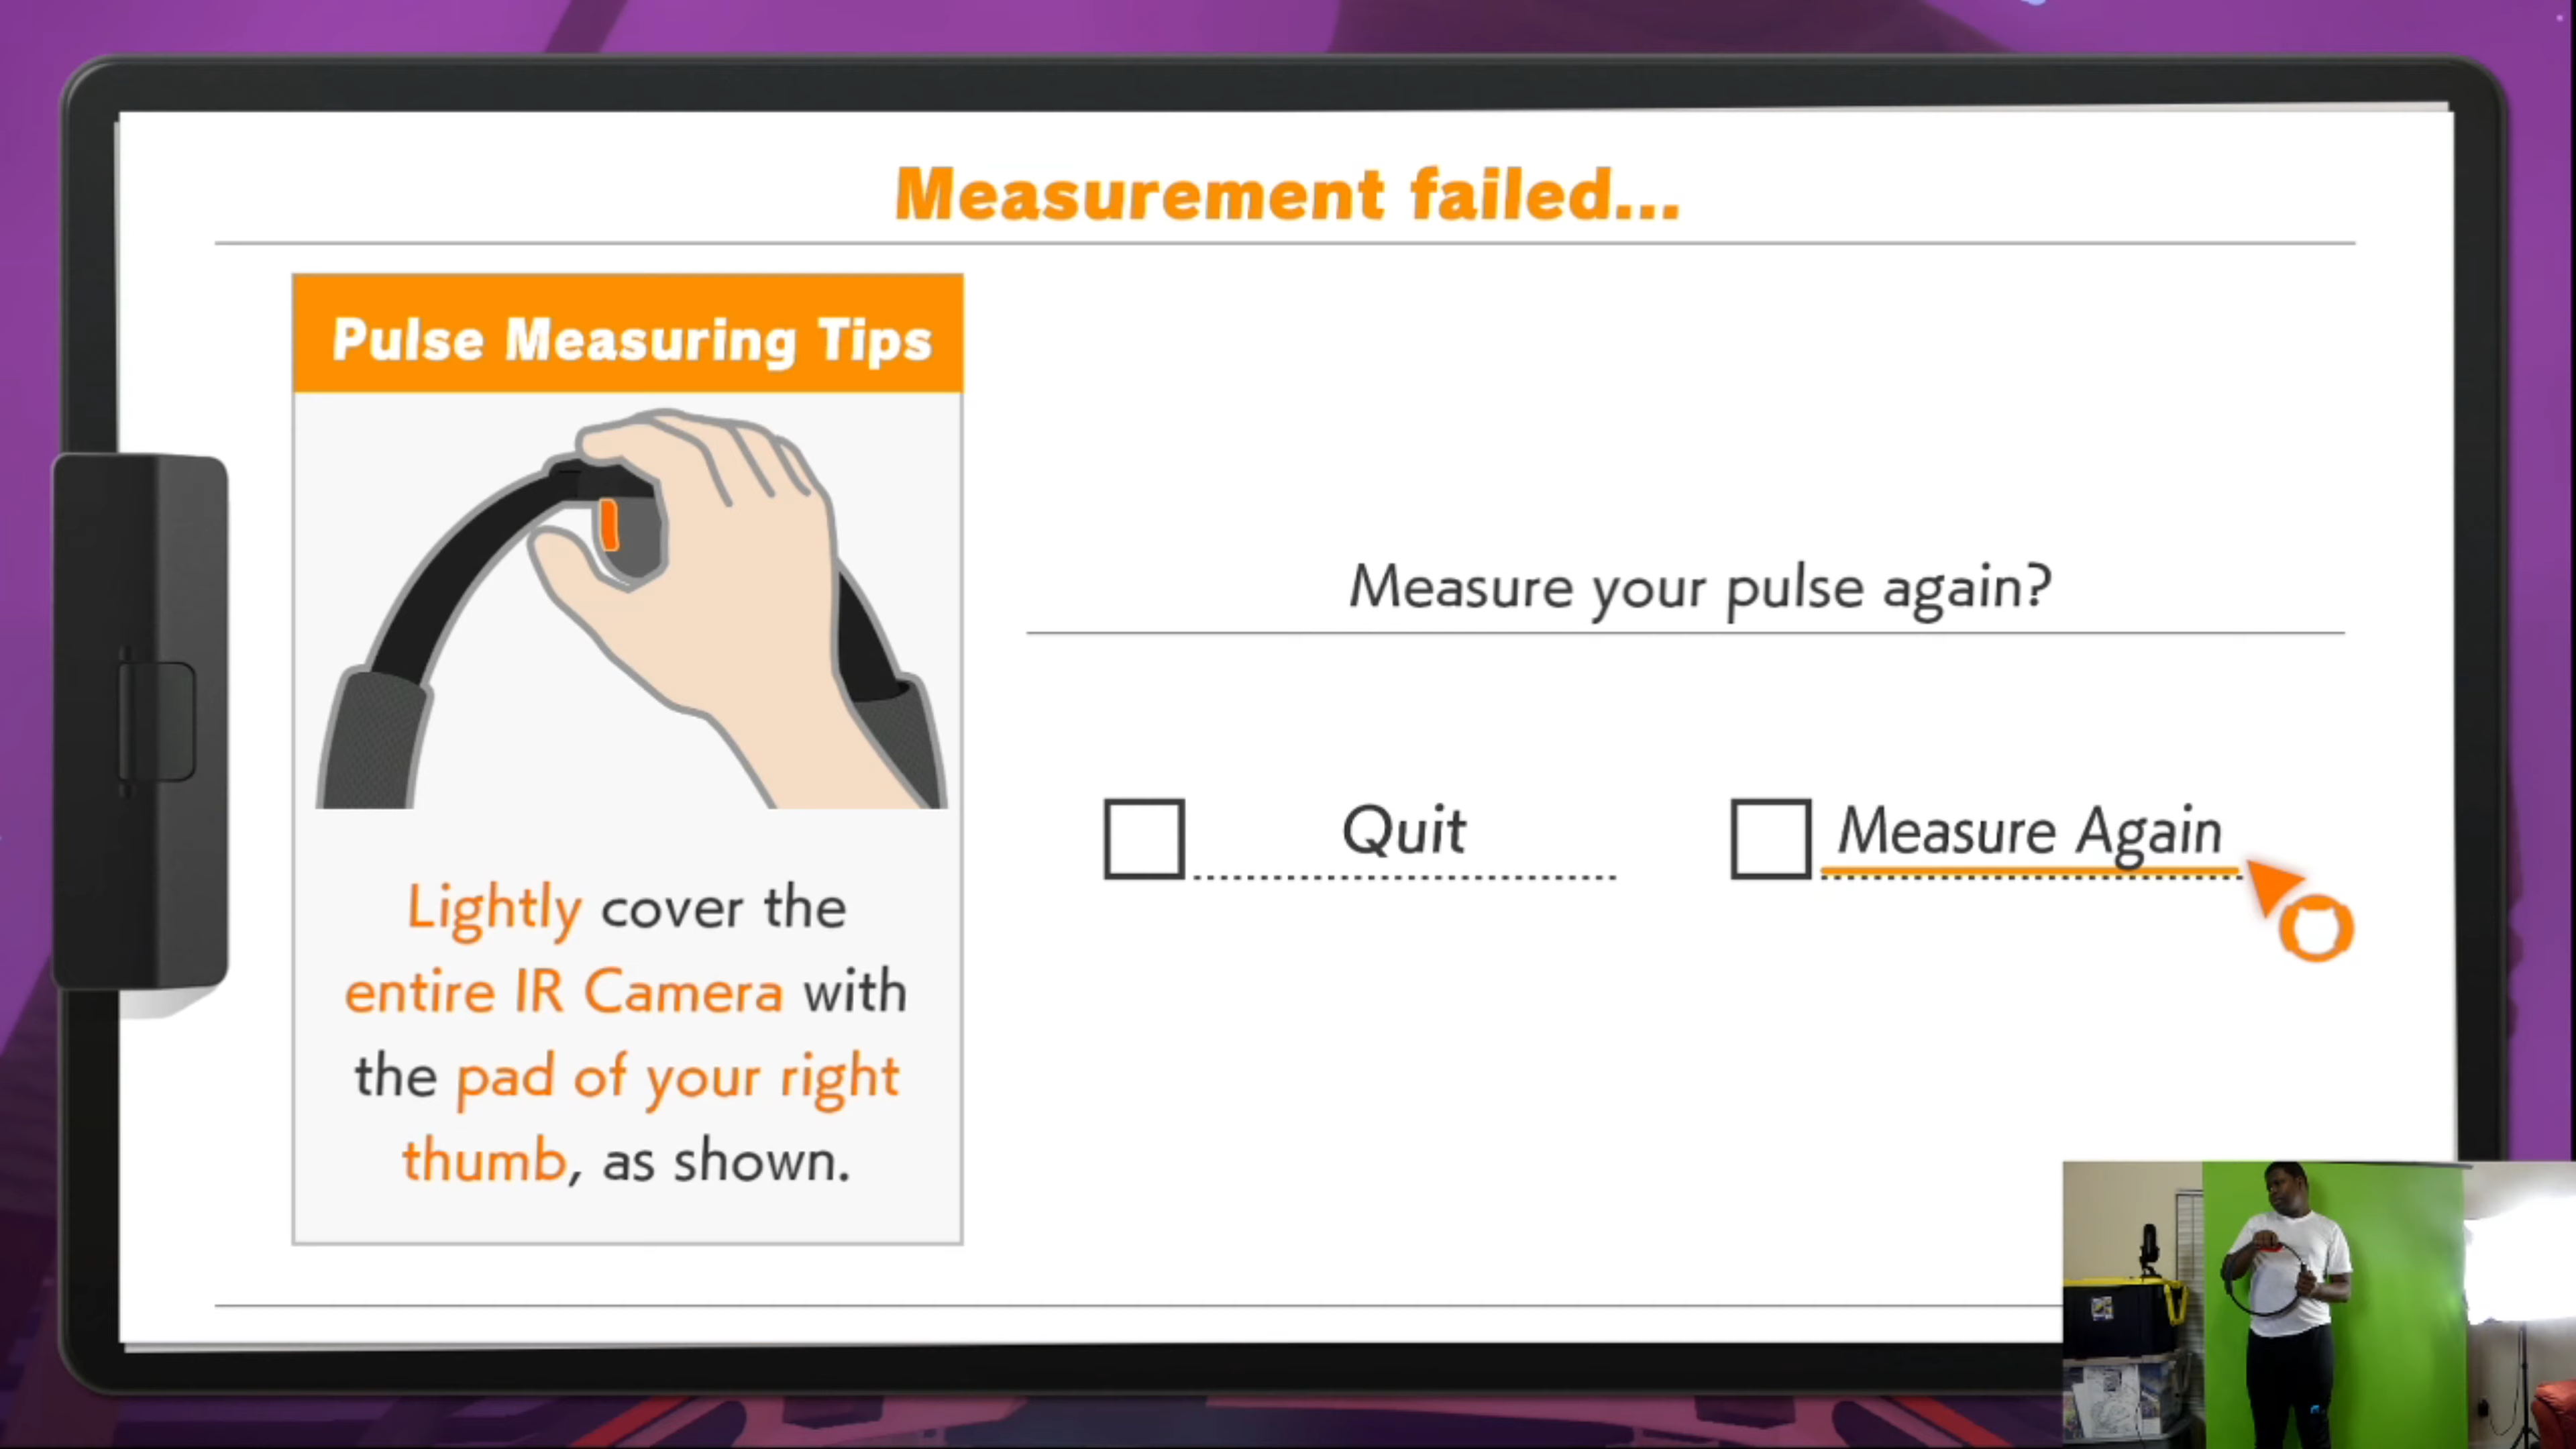 Measurement failed...
Pulse Measuring Tips
Lightly cover the
entire IR Camera with
the pad of your right
thumb, as shown.
Measure your pulse again?
Quit
Measure Again